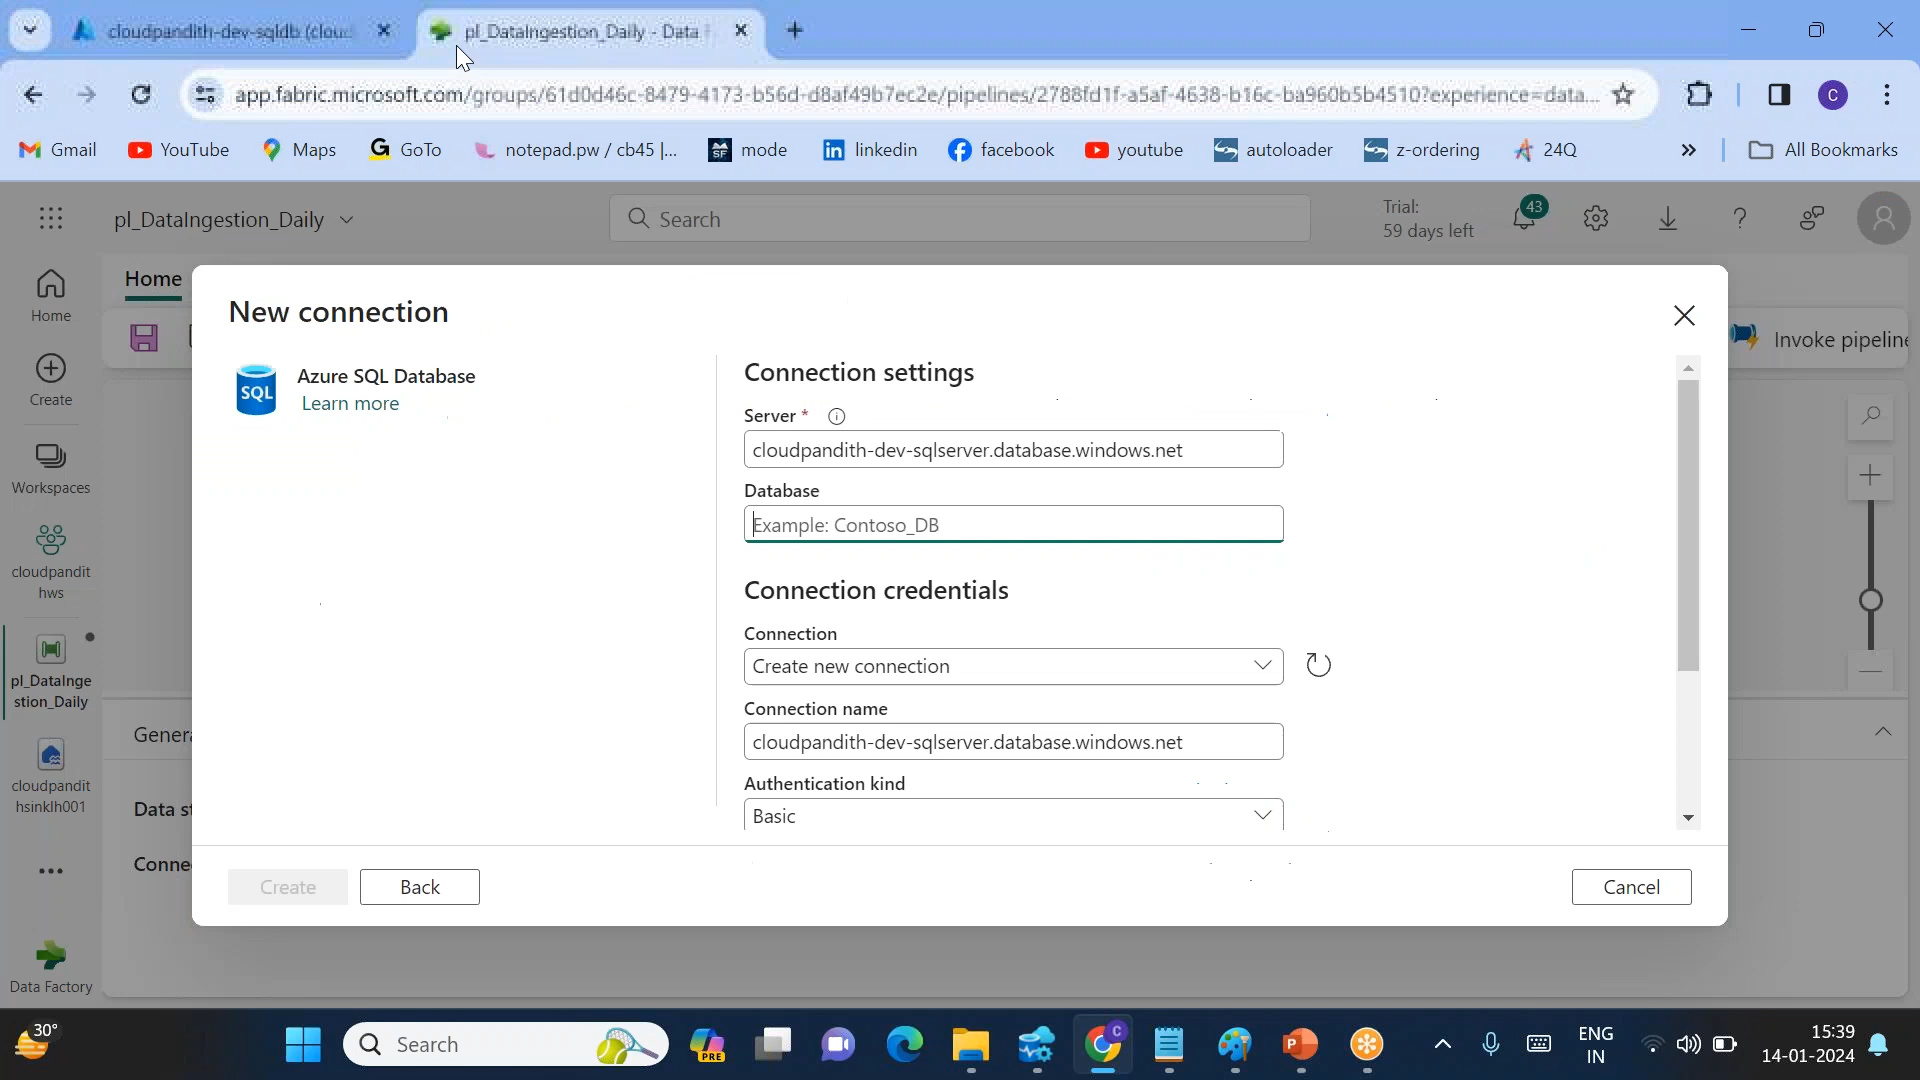 cloudpandith-dev-sqldb (clou
pl_DataIngestion_Daily - Data F
app.fabric.microsoft.com/groups/61d0d46c-8479-4173-b56d-d8af49b7ec2e/pipelines/2788fd1f-a5af-4638-b16c-ba960b5b4510?experience=data...
C
Gmail
YouTube
Maps
GoTo
notepad.pw / cb45 |...
mode
linkedin
facebook
youtube
autoloader
z-ordering
24Q
»
All Bookmarks
pl_DataIngestion_Daily
Search
Trial:
59 days left
43
Home
Create
Workspaces
cloudpandit
hws
pl_DataInge
stion_Daily
cloudpandit
hsinklh001
Data Factory
Home
Invoke pipeline
Genera
Data st
Conne
New connection
SQL
Azure SQL Database
Learn more
Connection settings
Server *
cloudpandith-dev-sqlserver.database.windows.net
Database
Example: Contoso_DB
Connection credentials
Connection
Create new connection
Connection name
cloudpandith-dev-sqlserver.database.windows.net
Authentication kind
Basic
Create
Back
Cancel
30°
Search
PRE
C
ENG
IN
15:39
14-01-2024